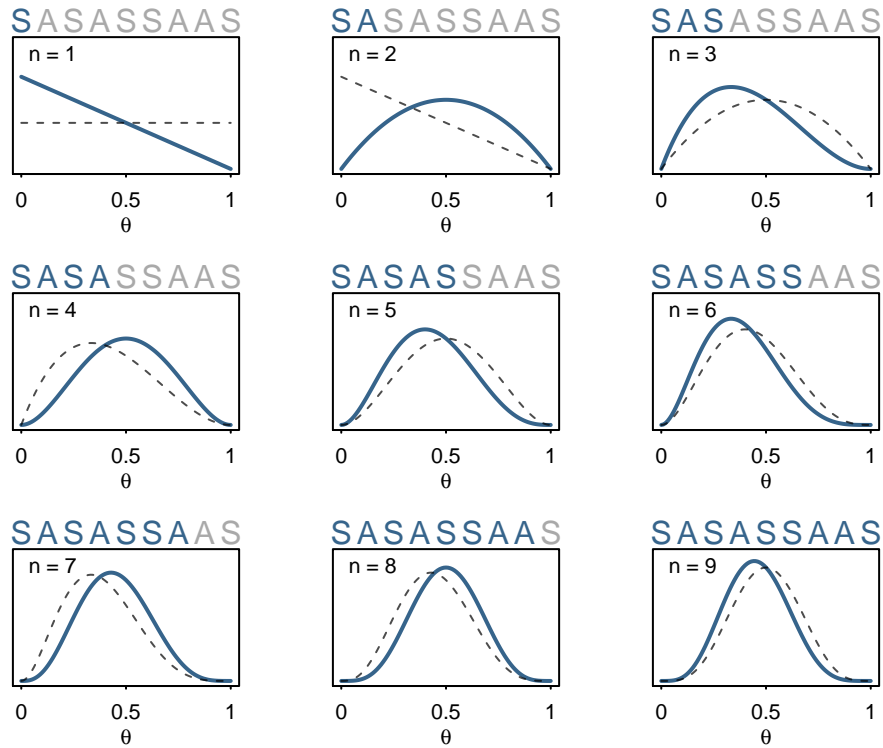 SASASSAAS SASASSAAS SASASSAAS
n = 1 n = 2 n = 3
0 0.5 1 0 0.5 1 0 0.5 1
θ θ θ
SASASSAAS SASASSAAS SASASSAAS
n = 4 n = 5 n = 6
0 0.5 1 0 0.5 1 0 0.5 1
θ θ θ
SASASSAAS SASASSAAS SASASSAAS
n = 7 n = 8 n = 9
0 0.5 1 0 0.5 1 0 0.5 1
θ θ θ